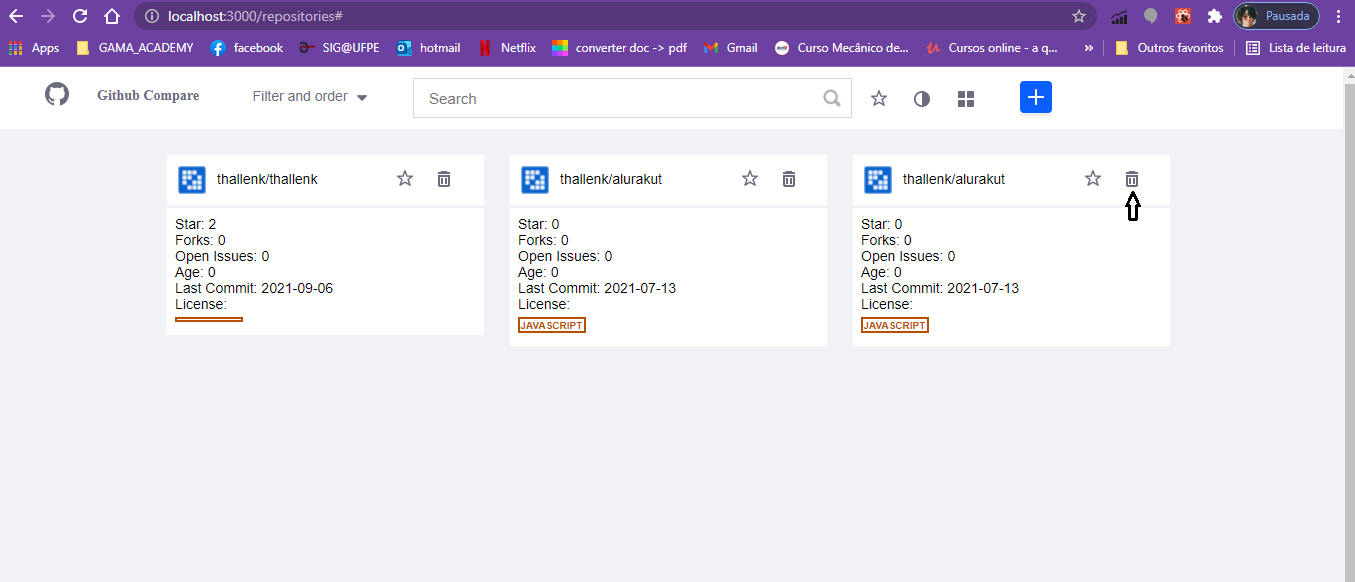 localhost:3000/repositories#
Pausada
Apps
GAMA_ACADEMY
facebook
SIG@UFPE
hotmail
Netflix
converter doc -> pdf
Gmail
Curso Mecânico de...
Cursos online - a q...
»
Outros favoritos
Lista de leitura
Github Compare
Filter and order
Search
thallenk/thallenk
Star: 2
Forks: 0
Open Issues: 0
Age: 0
Last Commit: 2021-09-06
License:
thallenk/alurakut
Star: 0
Forks: 0
Open Issues: 0
Age: 0
Last Commit: 2021-07-13
License:
JAVASCRIPT
thallenk/alurakut
Star: 0
Forks: 0
Open Issues: 0
Age: 0
Last Commit: 2021-07-13
License:
JAVASCRIPT